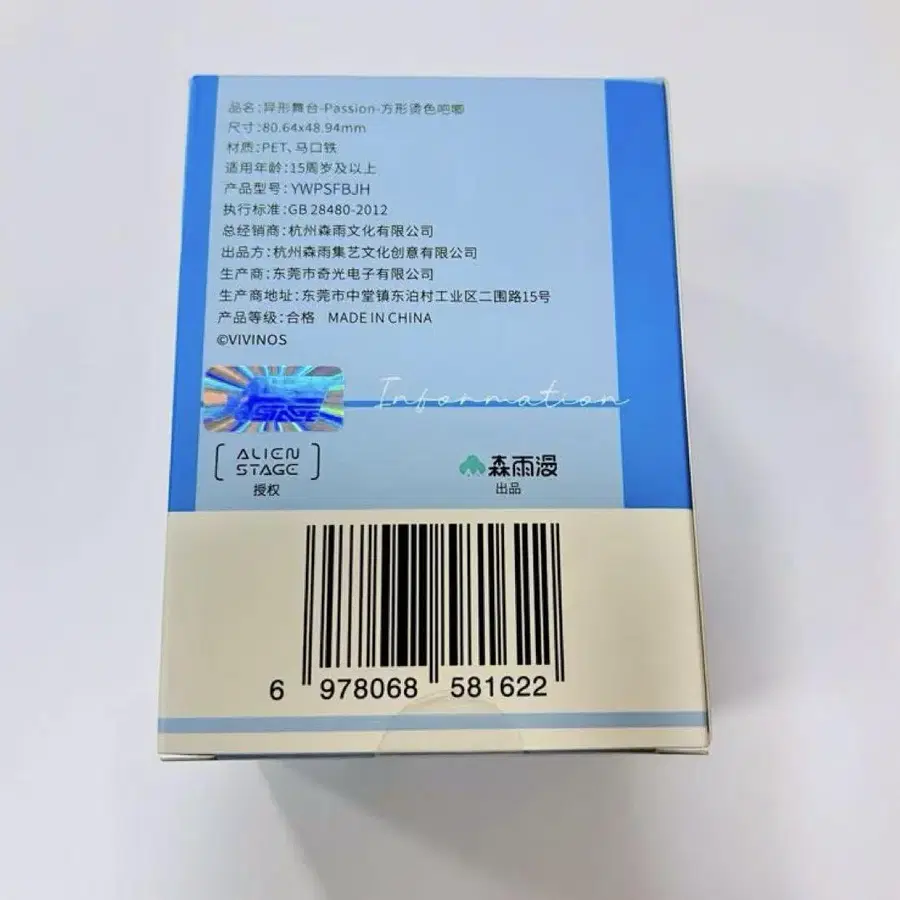 品名:异形舞台-Passion-方形烫色吧唧
尺寸:80.64x48.94mm
材质:PET、马口铁
适用年龄:15周岁及以上
产品型号:YWPSFBJH
执行标准:GB 28480-2012
总经销商:杭州森雨文化有限公司
出品方:杭州森雨集艺文化创意有限公司
生产商:东莞市奇光电子有限公司
生产商地址:东莞市中堂镇东泊村工业区二围路15号
产品等级:合格 MADE IN CHINA
©VIVINOS
STAGE
Information
ALIEN
STAGE
授权
森雨漫
出品
6 978068 581622